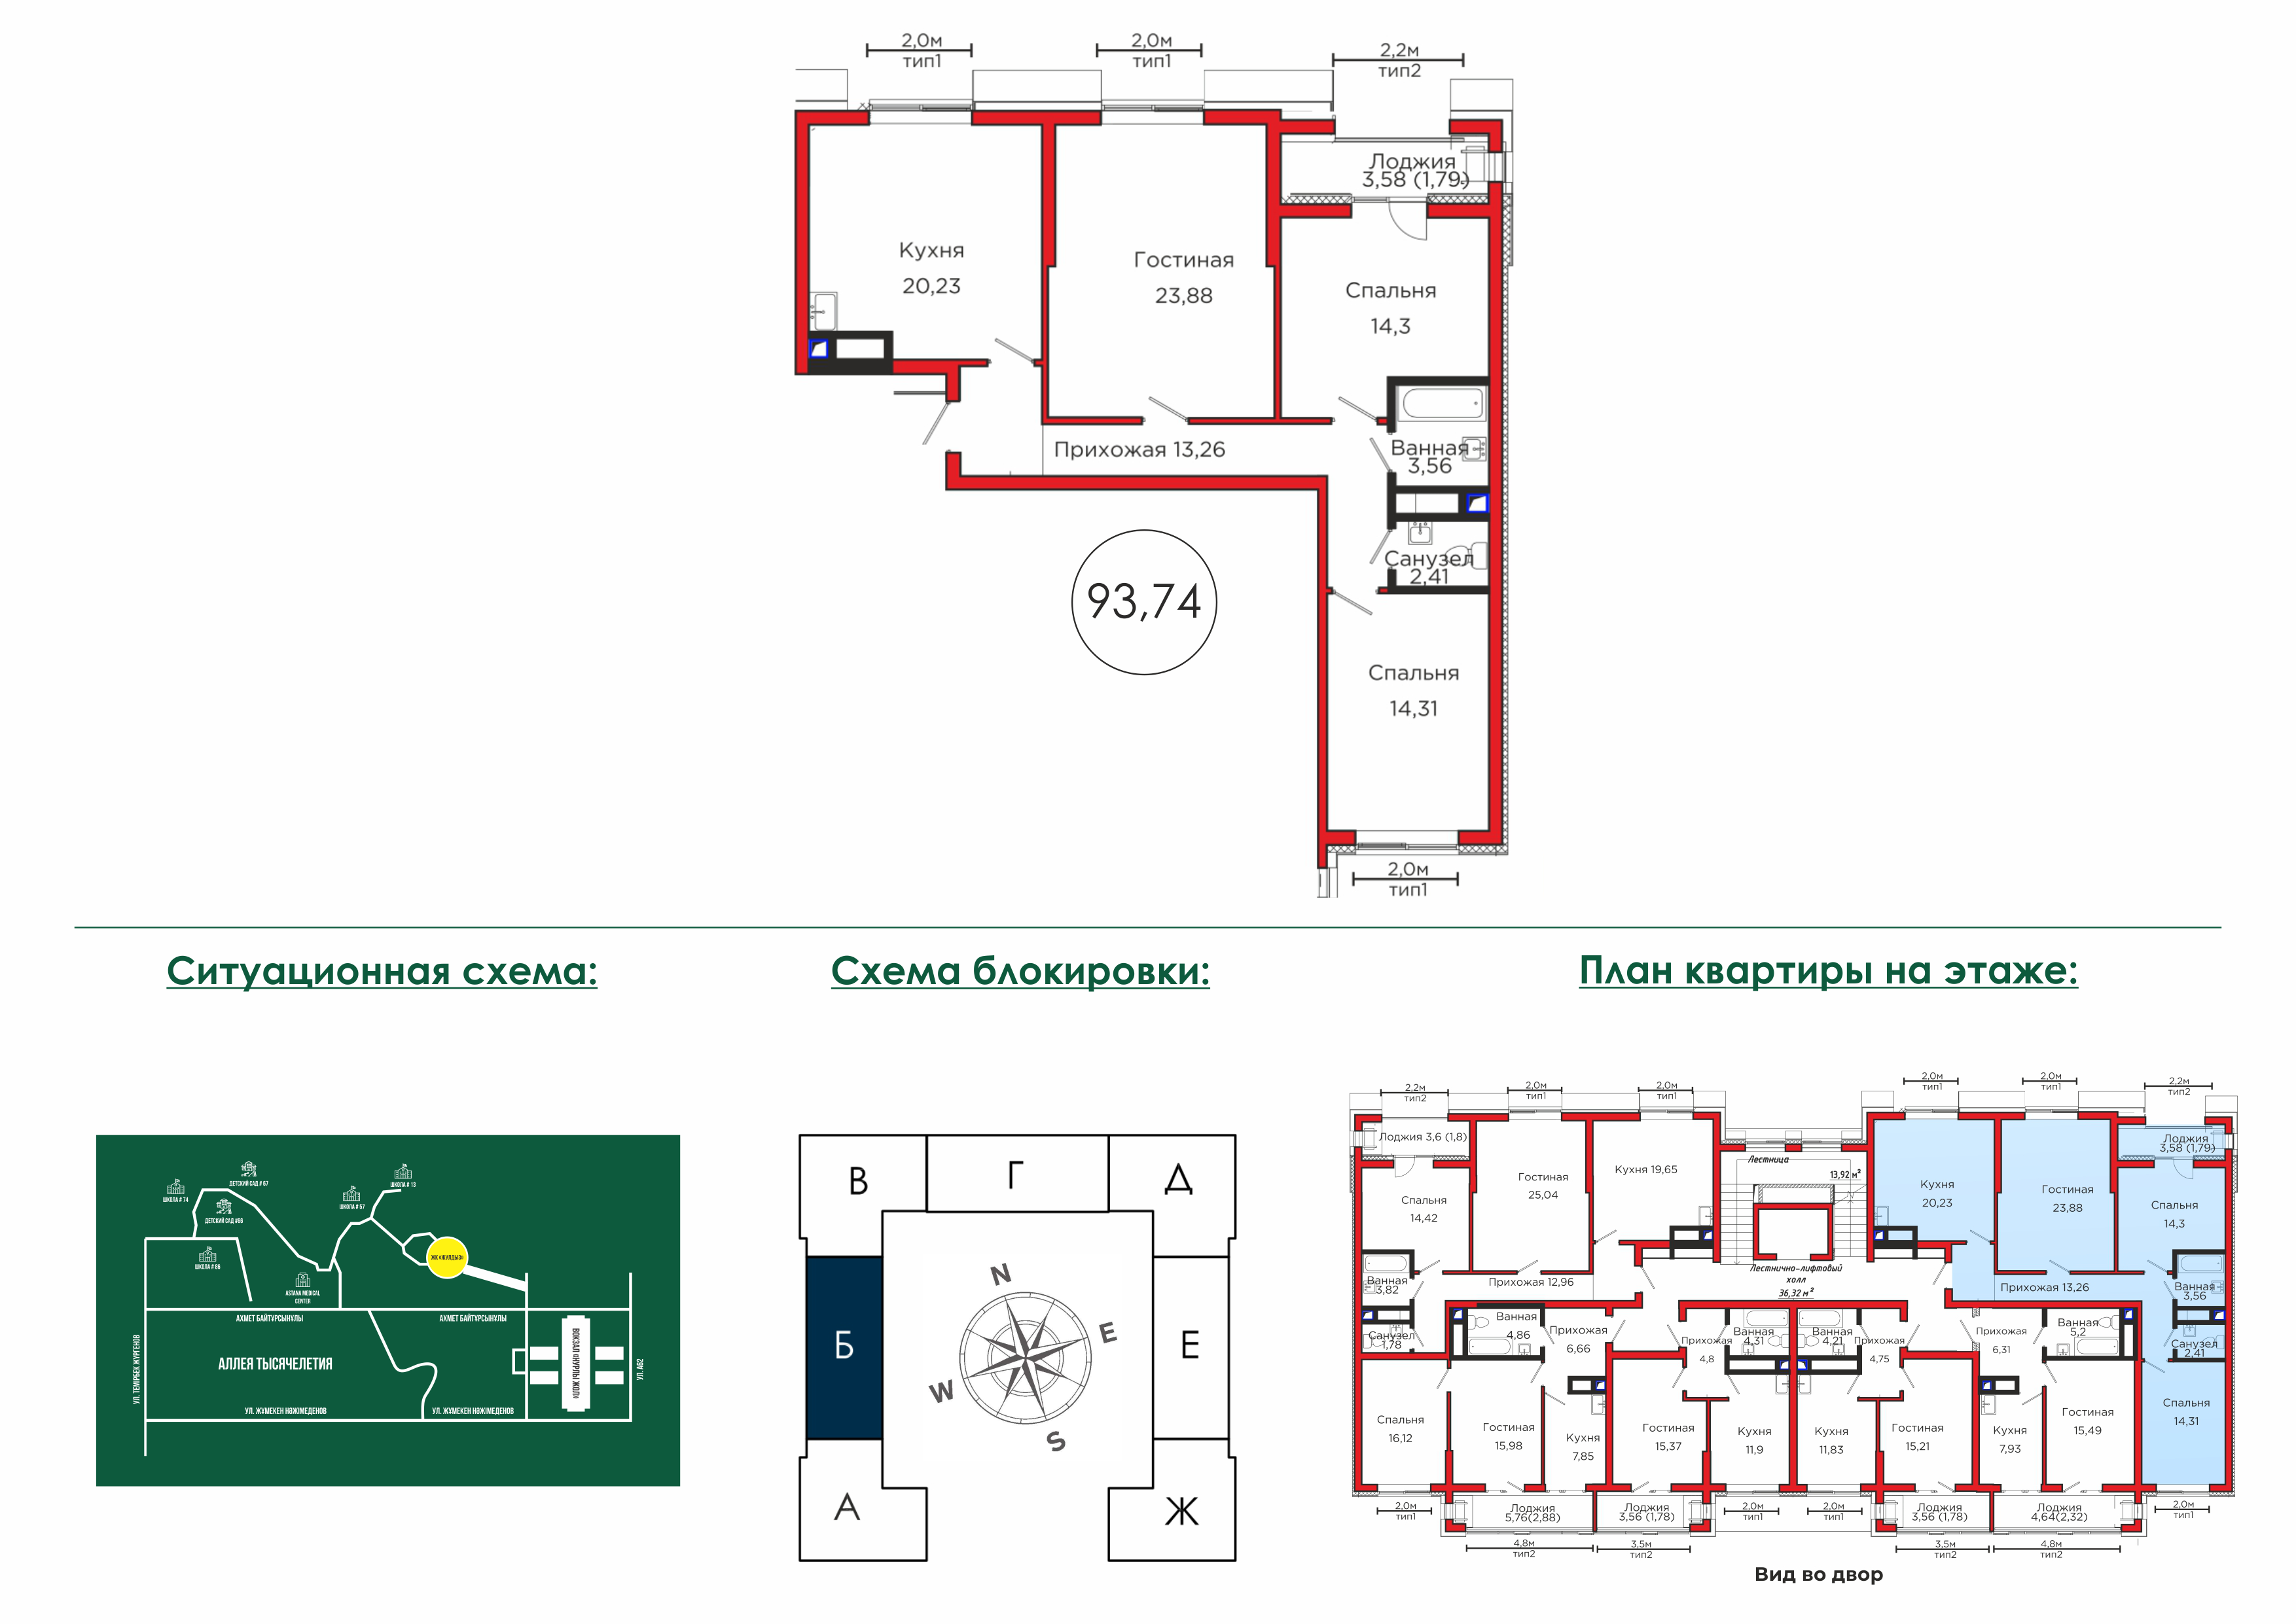 2,0м
тип1
2,0м
тип1
2,2м
тип2
Лоджия
3,58 (1,79)
Кухня
20,23
Гостиная
23,88
Спальня
14,3
Прихожая 13,26
Ванная
3,56
Санузел
2,41
93,74
Спальня
14,31
2,0м
тип1
Ситуационная схема:
ШКОЛА # 74
ДЕТСКИЙ САД # 67
ДЕТСКИЙ САД #66
ШКОЛА # 57
ШКОЛА # 13
ШКОЛА # 86
ЖК «ЖУЛДЫЗ»
ASTANA MEDICAL
CENTER
АХМЕТ БАЙТҰРСЫНҰЛЫ
АХМЕТ БАЙТҰРСЫНҰЛЫ
УЛ. ТЕМІРБЕК ЖҮРГЕНОВ
АЛЛЕЯ ТЫСЯЧЕЛЕТИЯ
ВОКЗАЛ «НҰРЛЫ ЖОЛ»
УЛ. А62
УЛ. ЖҰМЕКЕН НӘЖІМЕДЕНОВ
УЛ. ЖҰМЕКЕН НӘЖІМЕДЕНОВ
Схема блокировки:
В
Г
Д
Б
Е
А
Ж
N
E
W
S
План квартиры на этаже:
2,2м
тип2
2,0м
тип1
2,0м
тип1
2,0м
тип1
2,0м
тип1
2,2м
тип2
Лоджия 3,6 (1,8)
Спальня
14,42
Гостиная
25,04
Кухня 19,65
Лестница
13,92 м²
Кухня
20,23
Гостиная
23,88
Лоджия
3,58 (1,79)
Спальня
14,3
Ванная
3,82
Прихожая 12,96
Лестнично-лифтовый
холл
36,32 м²
Прихожая 13,26
Ванная
3,56
Санузел
1,78
Ванная
4,86
Прихожая
6,66
Прихожая
4,8
Ванная
4,31
Ванная
4,21
Прихожая
4,75
Прихожая
6,31
Ванная
5,2
Санузел
2,41
Спальня
16,12
Гостиная
15,98
Кухня
7,85
Гостиная
15,37
Кухня
11,9
Кухня
11,83
Гостиная
15,21
Кухня
7,93
Гостиная
15,49
Спальня
14,31
2,0м
тип1
Лоджия
5,76(2,88)
Лоджия
3,56 (1,78)
2,0м
тип1
2,0м
тип1
Лоджия
3,56 (1,78)
Лоджия
4,64(2,32)
2,0м
тип1
4,8м
тип2
3,5м
тип2
3,5м
тип2
4,8м
тип2
Вид во двор